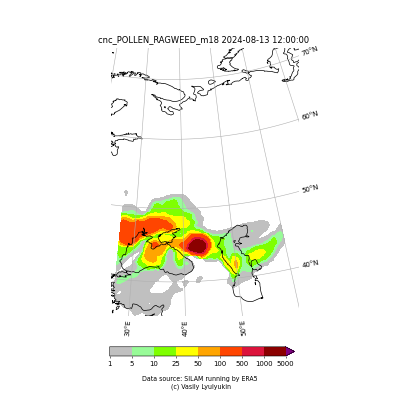 cnc_POLLEN_RAGWEED_m18 2024-08-13 12:00:00
70°N
60°N
50°N
40°N
30°E
40°E
50°E
1 5 10 25 50 100 500 1000 5000
Data source: SILAM running by ERA5
(c) Vasily Lyulyukin